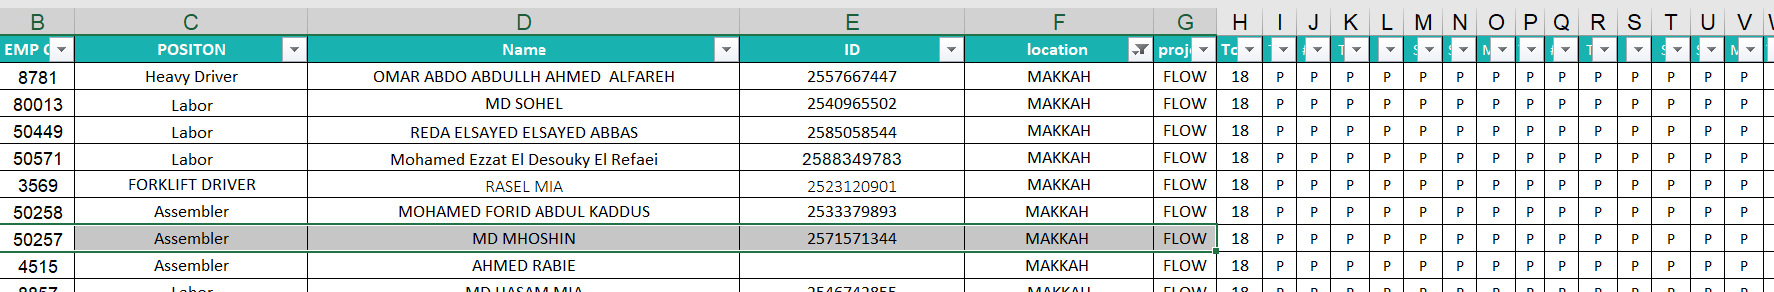 B C D E F G H I J K L M N O P Q R S T U V
EMP POSITON Name ID location proj To
8781 Heavy Driver OMAR ABDO ABDULLH AHMED ALFAREH 2557667447 MAKKAH FLOW 18 P P P P P P P P P P P P P P
80013 Labor MD SOHEL 2540965502 MAKKAH FLOW 18 P P P P P P P P P P P P P P
50449 Labor REDA ELSAYED ELSAYED ABBAS 2585058544 MAKKAH FLOW 18 P P P P P P P P P P P P P P
50571 Labor Mohamed Ezzat El Desouky El Refaei 2588349783 MAKKAH FLOW 18 P P P P P P P P P P P P P P
3569 FORKLIFT DRIVER RASEL MIA 2523120901 MAKKAH FLOW 18 P P P P P P P P P P P P P P
50258 Assembler MOHAMED FORID ABDUL KADDUS 2533379893 MAKKAH FLOW 18 P P P P P P P P P P P P P P
50257 Assembler MD MHOSHIN 2571571344 MAKKAH FLOW 18 P P P P P P P P P P P P P P
4515 Assembler AHMED RABIE MAKKAH FLOW 18 P P P P P P P P P P P P P P
Labor MD HASAM MIA MAKKAH FLOW 18 P P P P P P P P P P P P P P